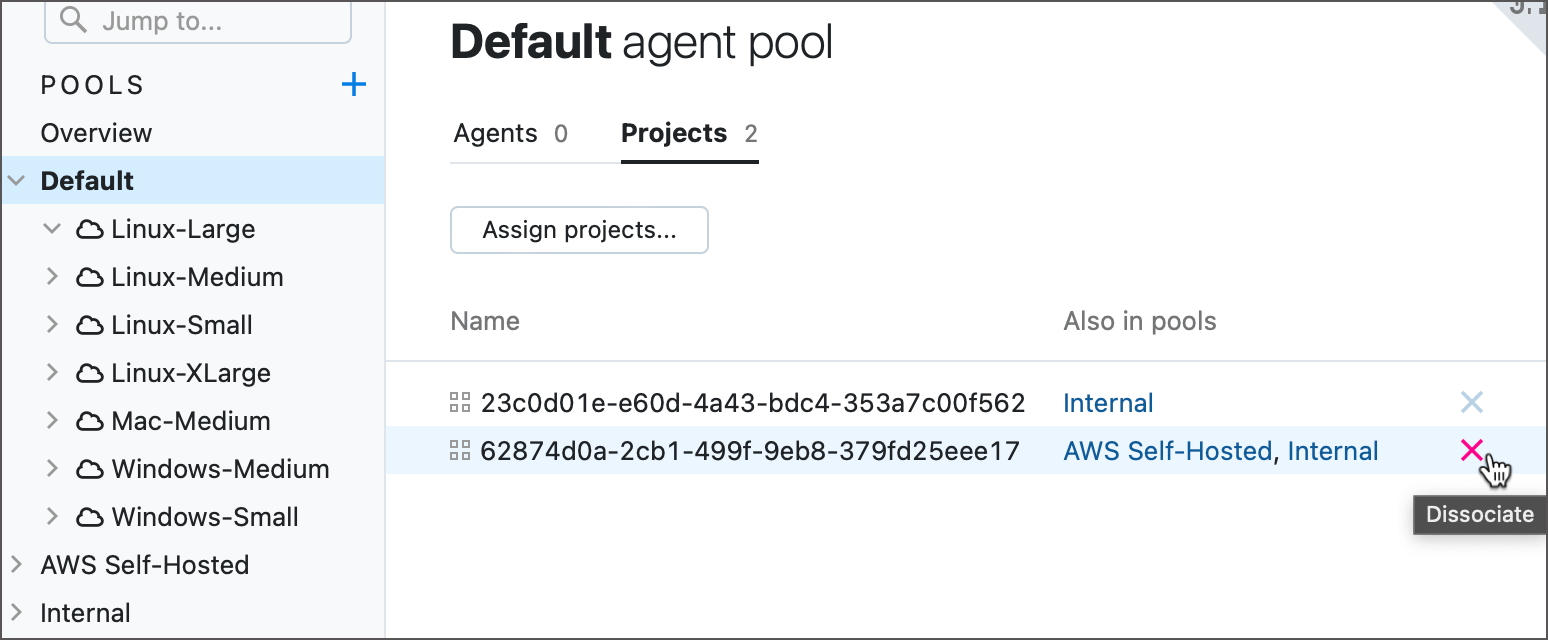 Jump to...
POOLS
Overview
Default
Linux-Large
Linux-Medium
Linux-Small
Linux-XLarge
Mac-Medium
Windows-Medium
Windows-Small
AWS Self-Hosted
Internal
Default agent pool
Agents 0 Projects 2
Assign projects...
Name Also in pools
23c0d01e-e60d-4a43-bdc4-353a7c00f562 Internal
62874d0a-2cb1-499f-9eb8-379fd25eee17 AWS Self-Hosted, Internal
Dissociate